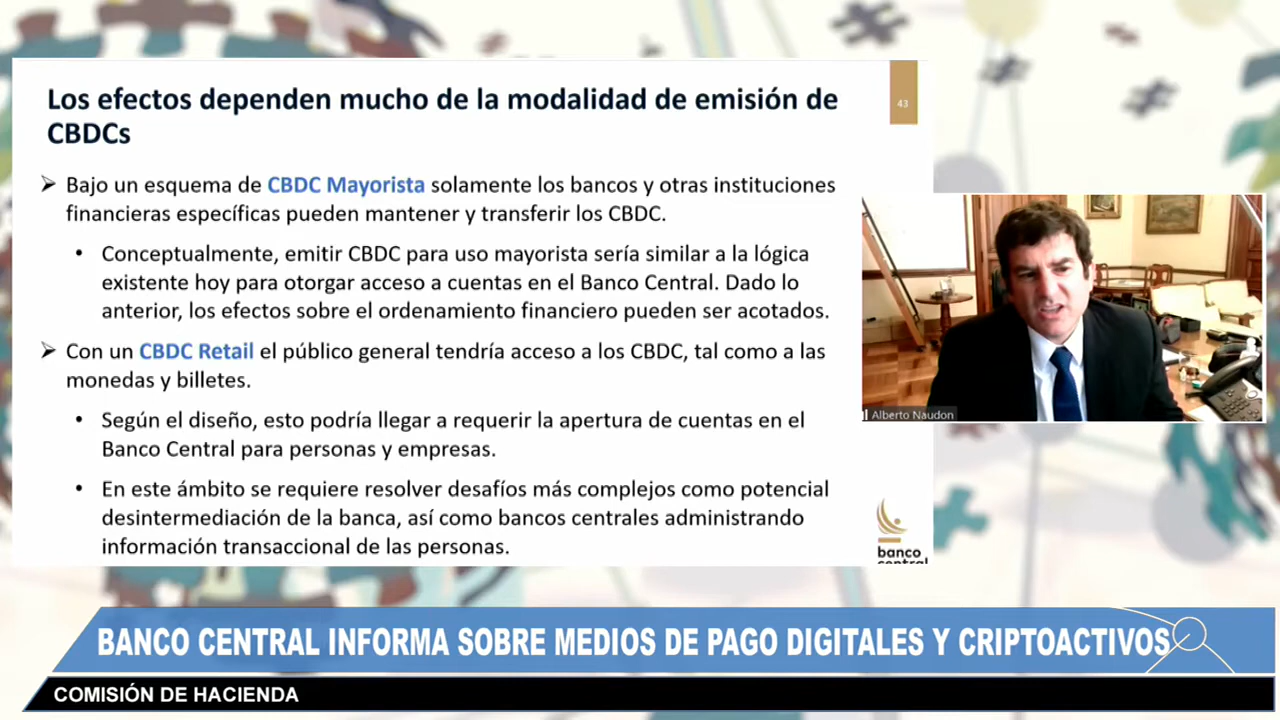 Los efectos dependen mucho de la modalidad de emisión de
CBDCs
43
➢ Bajo un esquema de CBDC Mayorista solamente los bancos y otras instituciones
financieras específicas pueden mantener y transferir los CBDC.
• Conceptualmente, emitir CBDC para uso mayorista sería similar a la lógica
existente hoy para otorgar acceso a cuentas en el Banco Central. Dado lo
anterior, los efectos sobre el ordenamiento financiero pueden ser acotados.
➢ Con un CBDC Retail el público general tendría acceso a los CBDC, tal como a las
monedas y billetes.
• Según el diseño, esto podría llegar a requerir la apertura de cuentas en el
Banco Central para personas y empresas.
• En este ámbito se requiere resolver desafíos más complejos como potencial
desintermediación de la banca, así como bancos centrales administrando
información transaccional de las personas.
banco
central
Alberto Naudon
BANCO CENTRAL INFORMA SOBRE MEDIOS DE PAGO DIGITALES Y CRIPTOACTIVOS
COMISIÓN DE HACIENDA